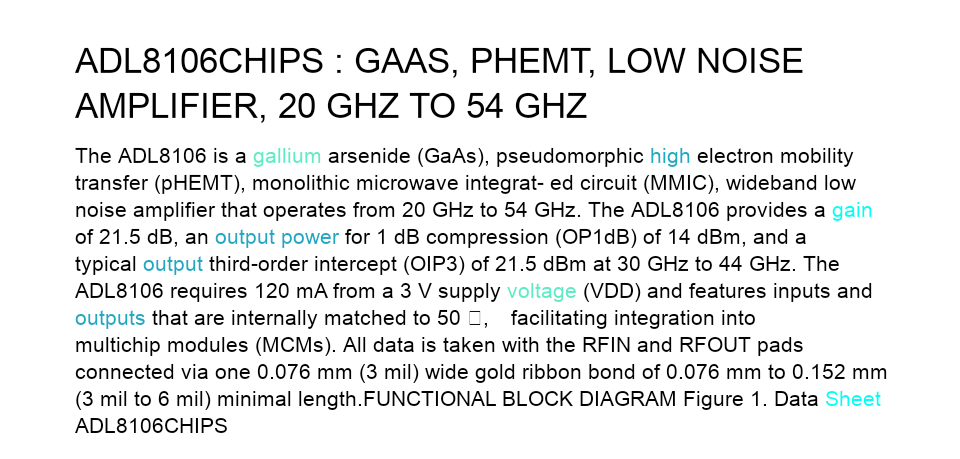 ADL8106CHIPS : GAAS, PHEMT, LOW NOISE
AMPLIFIER, 20 GHZ TO 54 GHZ
The ADL8106 is a gallium arsenide (GaAs), pseudomorphic high electron mobility
transfer (pHEMT), monolithic microwave integrat- ed circuit (MMIC), wideband low
noise amplifier that operates from 20 GHz to 54 GHz. The ADL8106 provides a gain
of 21.5 dB, an output power for 1 dB compression (OP1dB) of 14 dBm, and a
typical output third-order intercept (OIP3) of 21.5 dBm at 30 GHz to 44 GHz. The
ADL8106 requires 120 mA from a 3 V supply voltage (VDD) and features inputs and
outputs that are internally matched to 50 □, facilitating integration into
multichip modules (MCMs). All data is taken with the RFIN and RFOUT pads
connected via one 0.076 mm (3 mil) wide gold ribbon bond of 0.076 mm to 0.152 mm
(3 mil to 6 mil) minimal length.FUNCTIONAL BLOCK DIAGRAM Figure 1. Data Sheet
ADL8106CHIPS